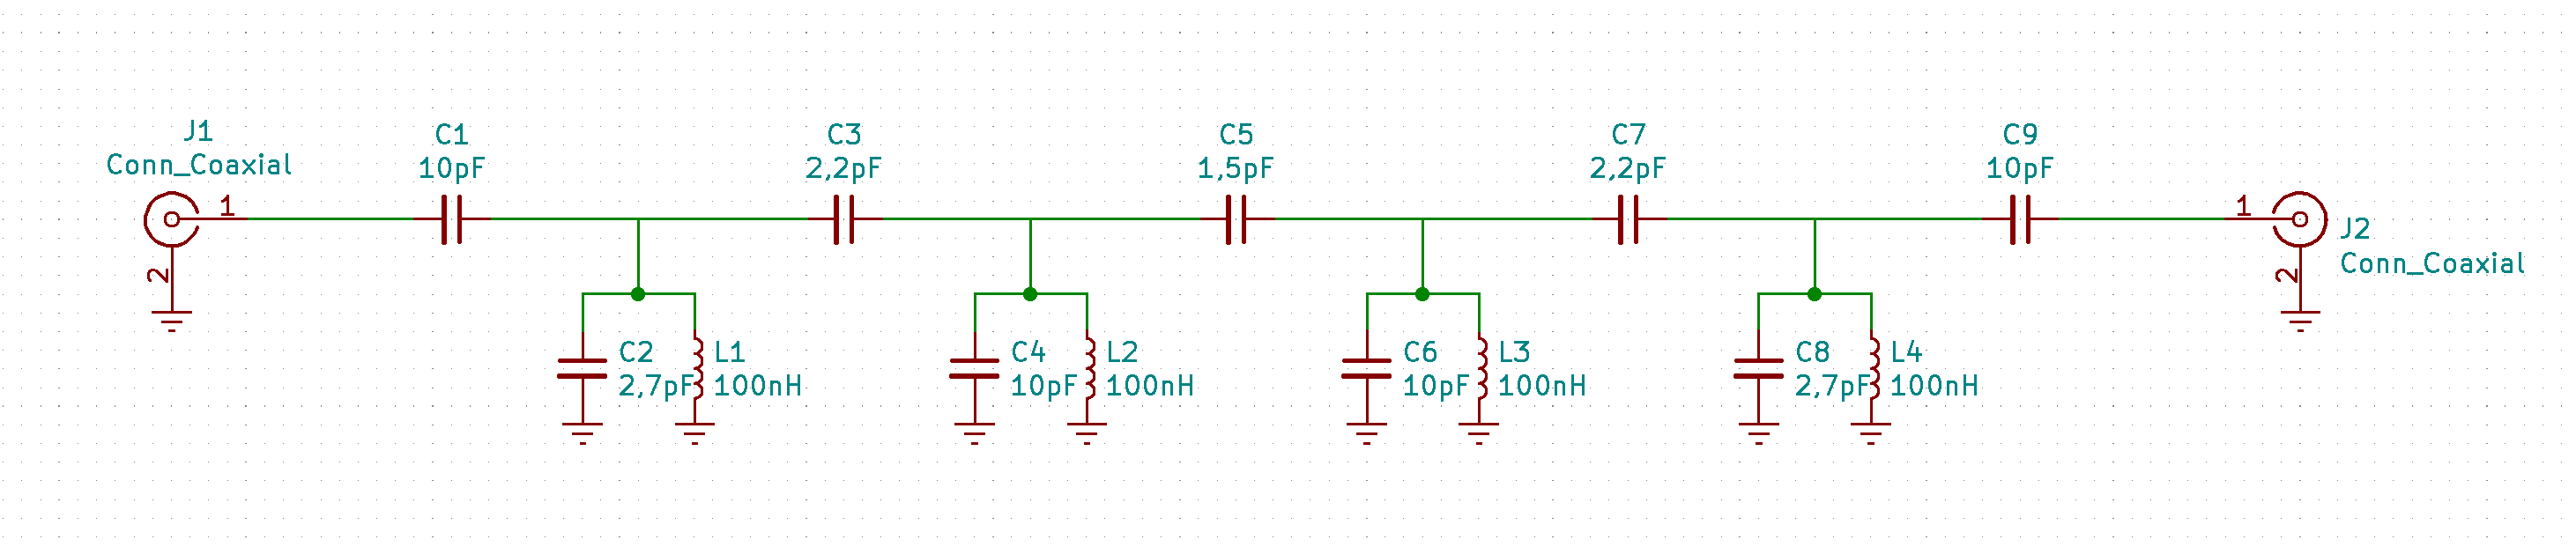 J1
Conn_Coaxial
1
2
C1
10pF
C3
2,2pF
C5
1,5pF
C7
2,2pF
C9
10pF
1
2
J2
Conn_Coaxial
C2
2,7pF
L1
100nH
C4
10pF
L2
100nH
C6
10pF
L3
100nH
C8
2,7pF
L4
100nH